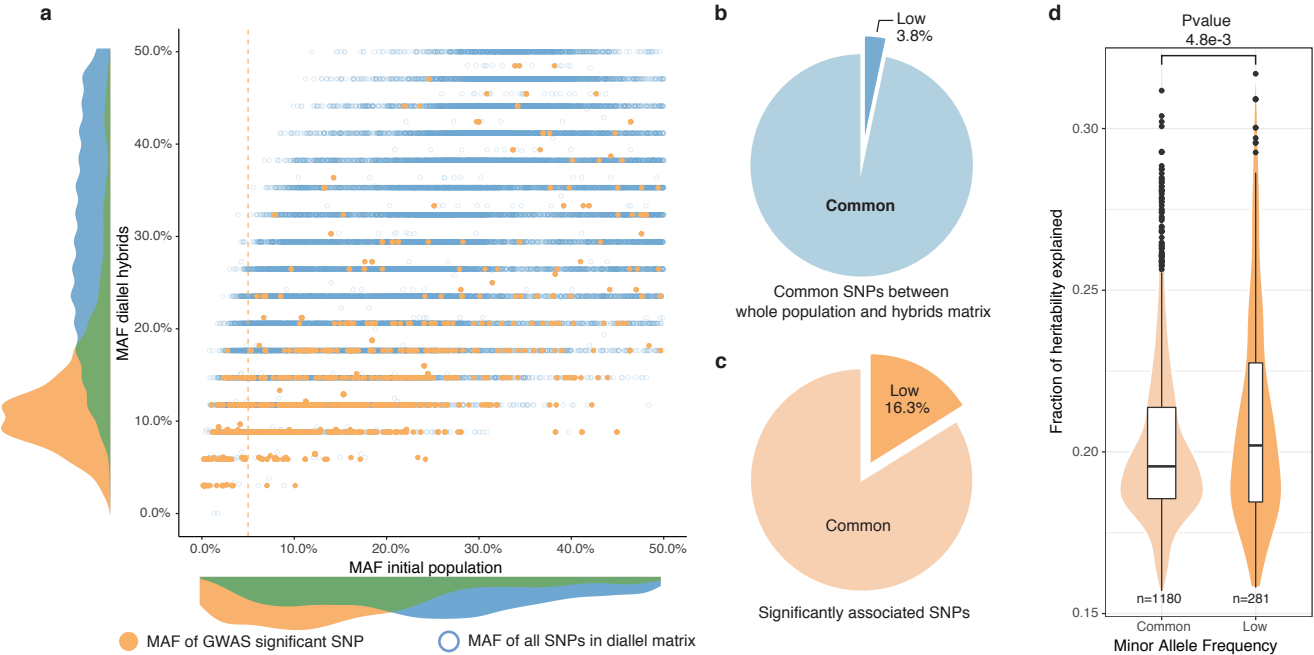 a
MAF diallel hybrids
50.0%
40.0%
30.0%
20.0%
10.0%
0.0%
0.0%
10.0%
20.0%
30.0%
40.0%
50.0%
MAF initial population
MAF of GWAS significant SNP
MAF of all SNPs in diallel matrix
b
Low
3.8%
Common
Common SNPs between
whole population and hybrids matrix
c
Low
16.3%
Common
Significantly associated SNPs
d
Pvalue
4.8e-3
Fraction of heritability explained
0.30
0.25
0.20
0.15
n=1180
n=281
Common
Low
Minor Allele Frequency